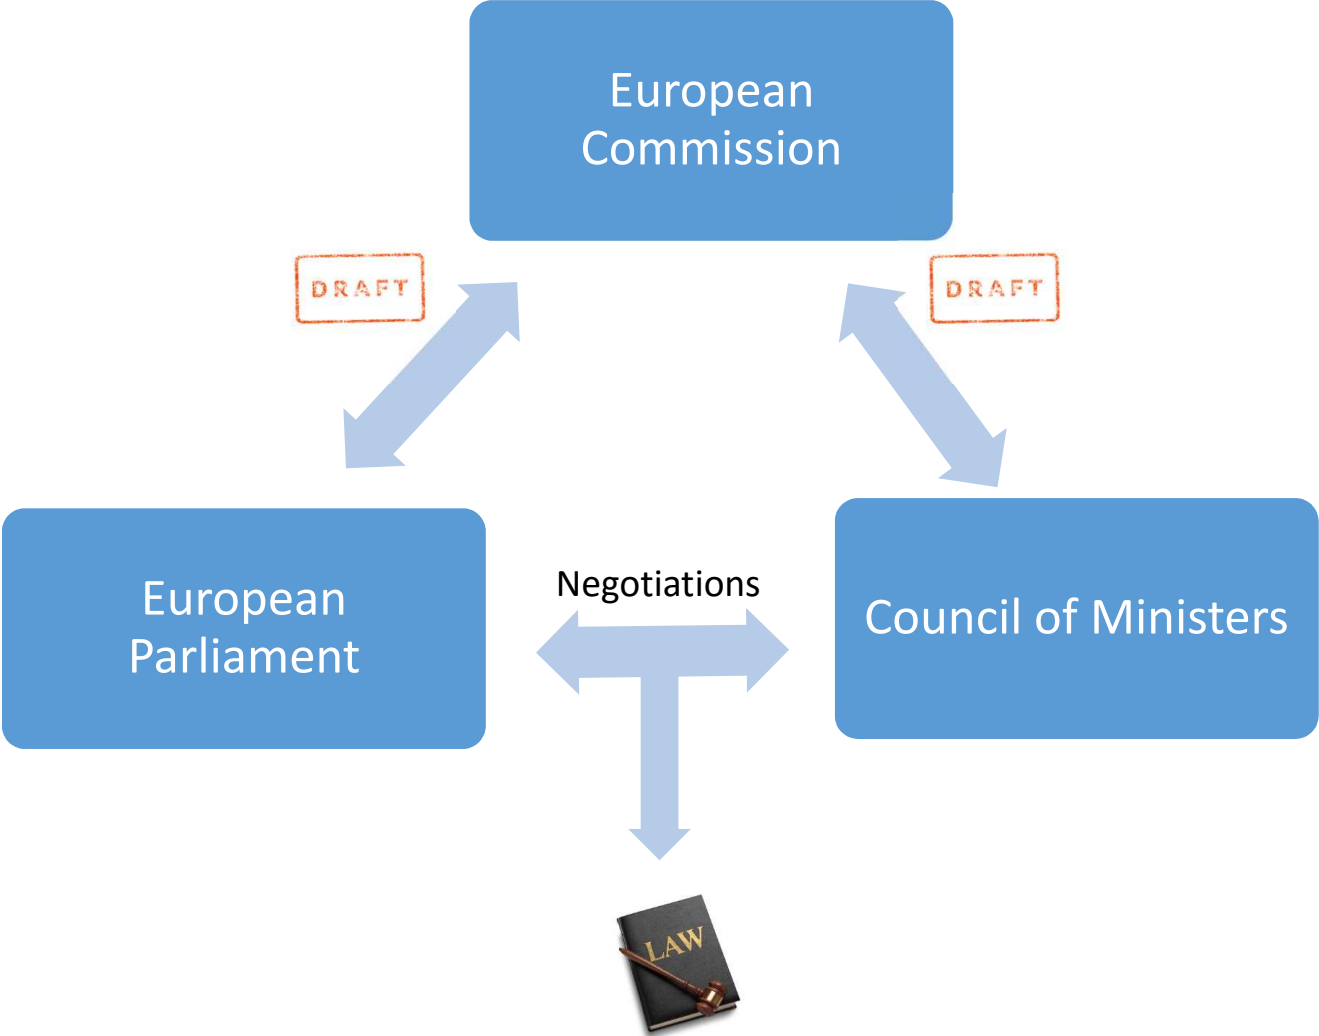 European
Commission
DRAFT
DRAFT
European
Parliament
Negotiations
Council of Ministers
LAW